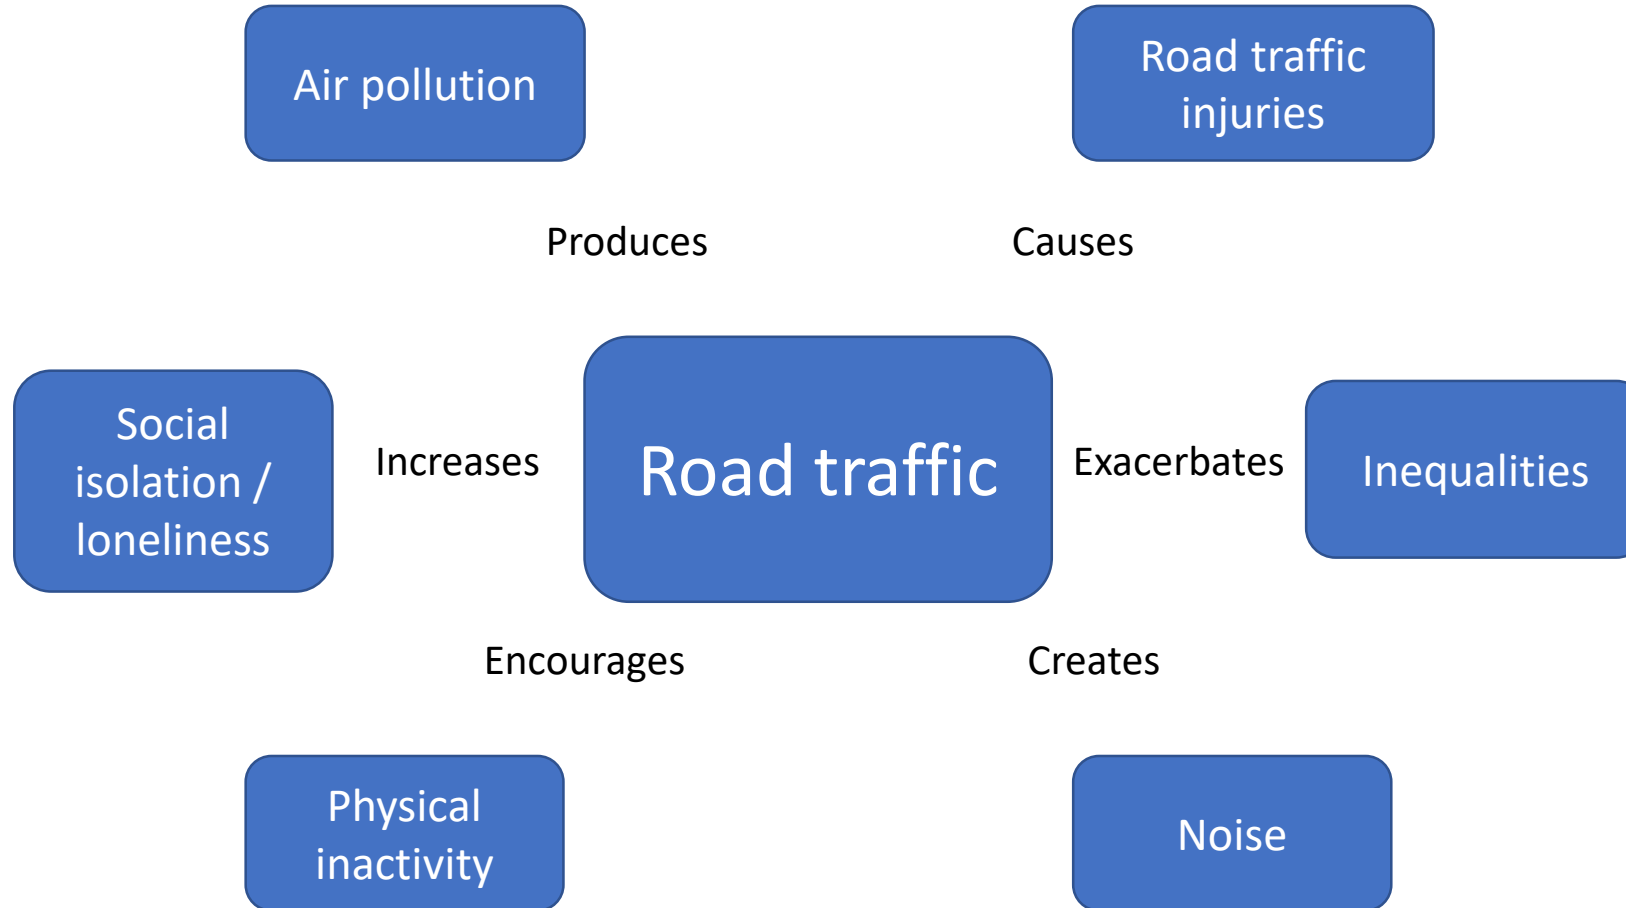 Air pollution
Road traffic
injuries
Produces
Causes
Social
isolation /
loneliness
Increases
Road traffic
Exacerbates
Inequalities
Encourages
Creates
Physical
inactivity
Noise